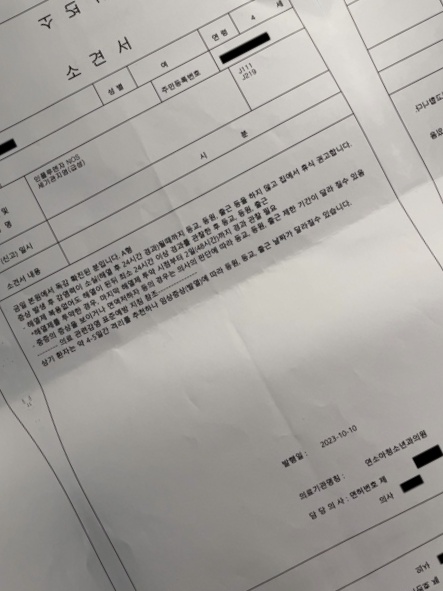 소견서
성별 여 연령 4 세
주민등록번호
인플루엔자 NOS J111
세기관지염(급성) J219
및
명
(신고) 일시 시 분
소견서 내용
금일 본원에서 독감 확진된 분입니다. A형
증상 발생 후 감염력이 소실(해열 후 24시간 경과)될때까지 등교, 등원, 출근 등을 하지 않고 집에서 휴식 권고합니다.
- 해열제 복용없어도 해열이 된뒤 최소 24시간 이상 경과를 관찰한 후 등교, 등원, 출근
*해열제를 투약한 경우, 마지막 해열제 투약 시점부터 2일(48시간)까지 경과 관찰 필요
- 중증의 증상을 보이거나 면역저하자 등의 경우는 의사의 판단에 따라 등교, 등원, 출근 제한 기간이 달라 질수 있음
------- 의료 관련감염 표준예방 지침 참조-----------
상기 환자는 약 4-5일간 격리를 추천하나 임상증상(발열)에 따라 등원, 등교, 출근 날짜가 달라질수 있습니다.
발행일 : 2023-10-10
의료기관명칭 : 연소아청소년과의원
담당의사 : 면허번호 제
의사